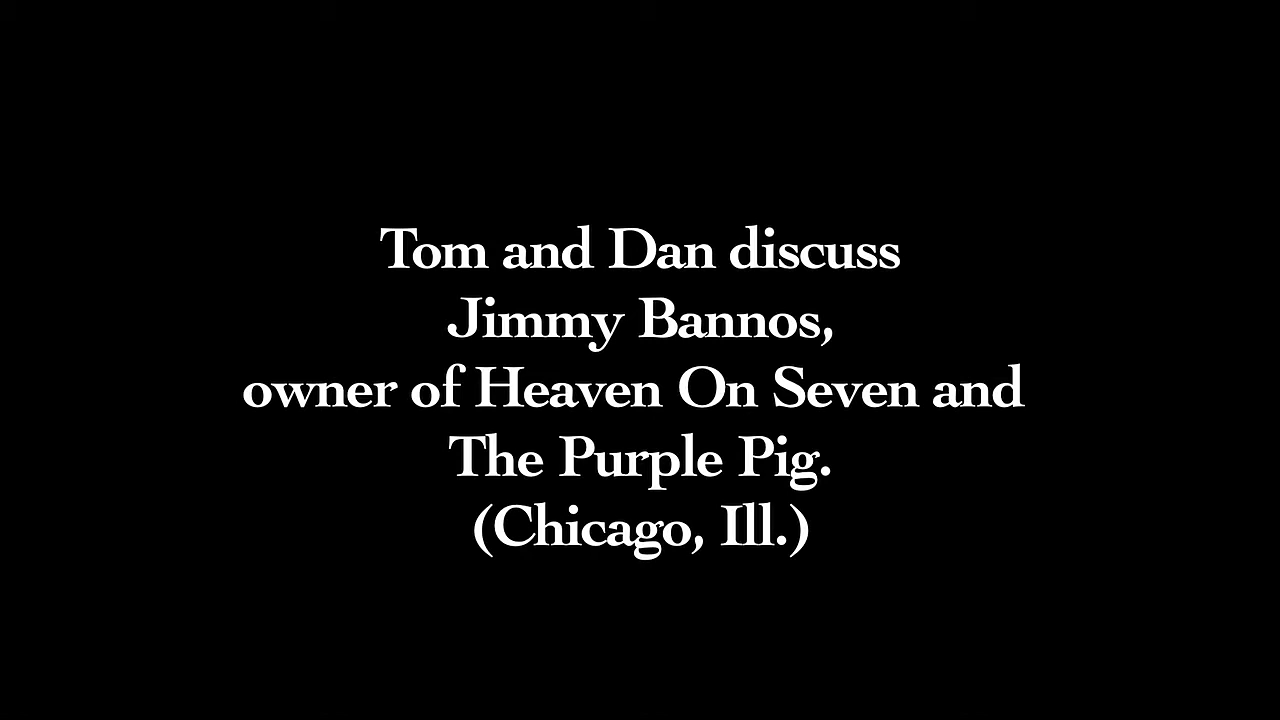 Tom and Dan discuss
Jimmy Bannos,
owner of Heaven On Seven and
The Purple Pig.
(Chicago, Ill.)